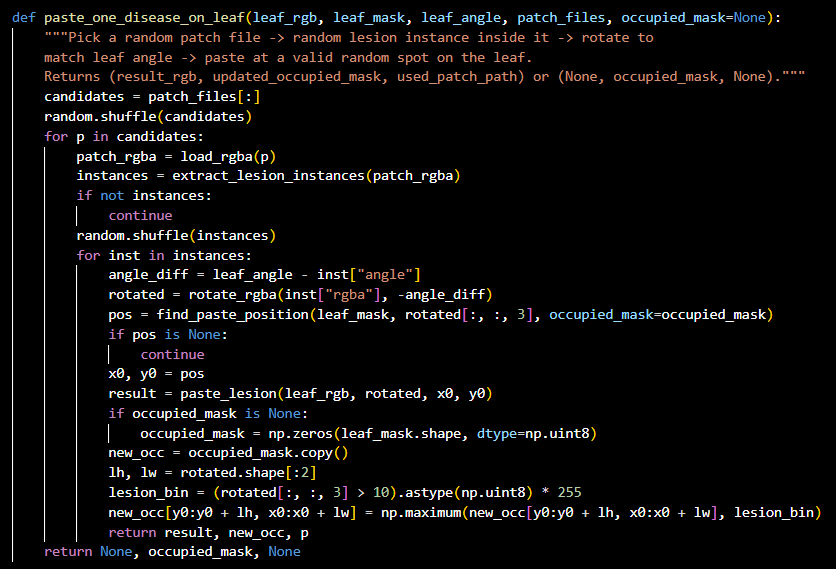 def paste_one_disease_on_leaf(leaf_rgb, leaf_mask, leaf_angle, patch_files, occupied_mask=None):
    """Pick a random patch file -> random lesion instance inside it -> rotate to
    match leaf angle -> paste at a valid random spot on the leaf.
    Returns (result_rgb, updated_occupied_mask, used_patch_path) or (None, occupied_mask, None)."""
    candidates = patch_files[:]
    random.shuffle(candidates)
    for p in candidates:
        patch_rgba = load_rgba(p)
        instances = extract_lesion_instances(patch_rgba)
        if not instances:
            continue
        random.shuffle(instances)
        for inst in instances:
            angle_diff = leaf_angle - inst["angle"]
            rotated = rotate_rgba(inst["rgba"], -angle_diff)
            pos = find_paste_position(leaf_mask, rotated[:, :, 3], occupied_mask=occupied_mask)
            if pos is None:
                continue
            x0, y0 = pos
            result = paste_lesion(leaf_rgb, rotated, x0, y0)
            if occupied_mask is None:
                occupied_mask = np.zeros(leaf_mask.shape, dtype=np.uint8)
            new_occ = occupied_mask.copy()
            lh, lw = rotated.shape[:2]
            lesion_bin = (rotated[:, :, 3] > 10).astype(np.uint8) * 255
            new_occ[y0:y0 + lh, x0:x0 + lw] = np.maximum(new_occ[y0:y0 + lh, x0:x0 + lw], lesion_bin)
            return result, new_occ, p
    return None, occupied_mask, None